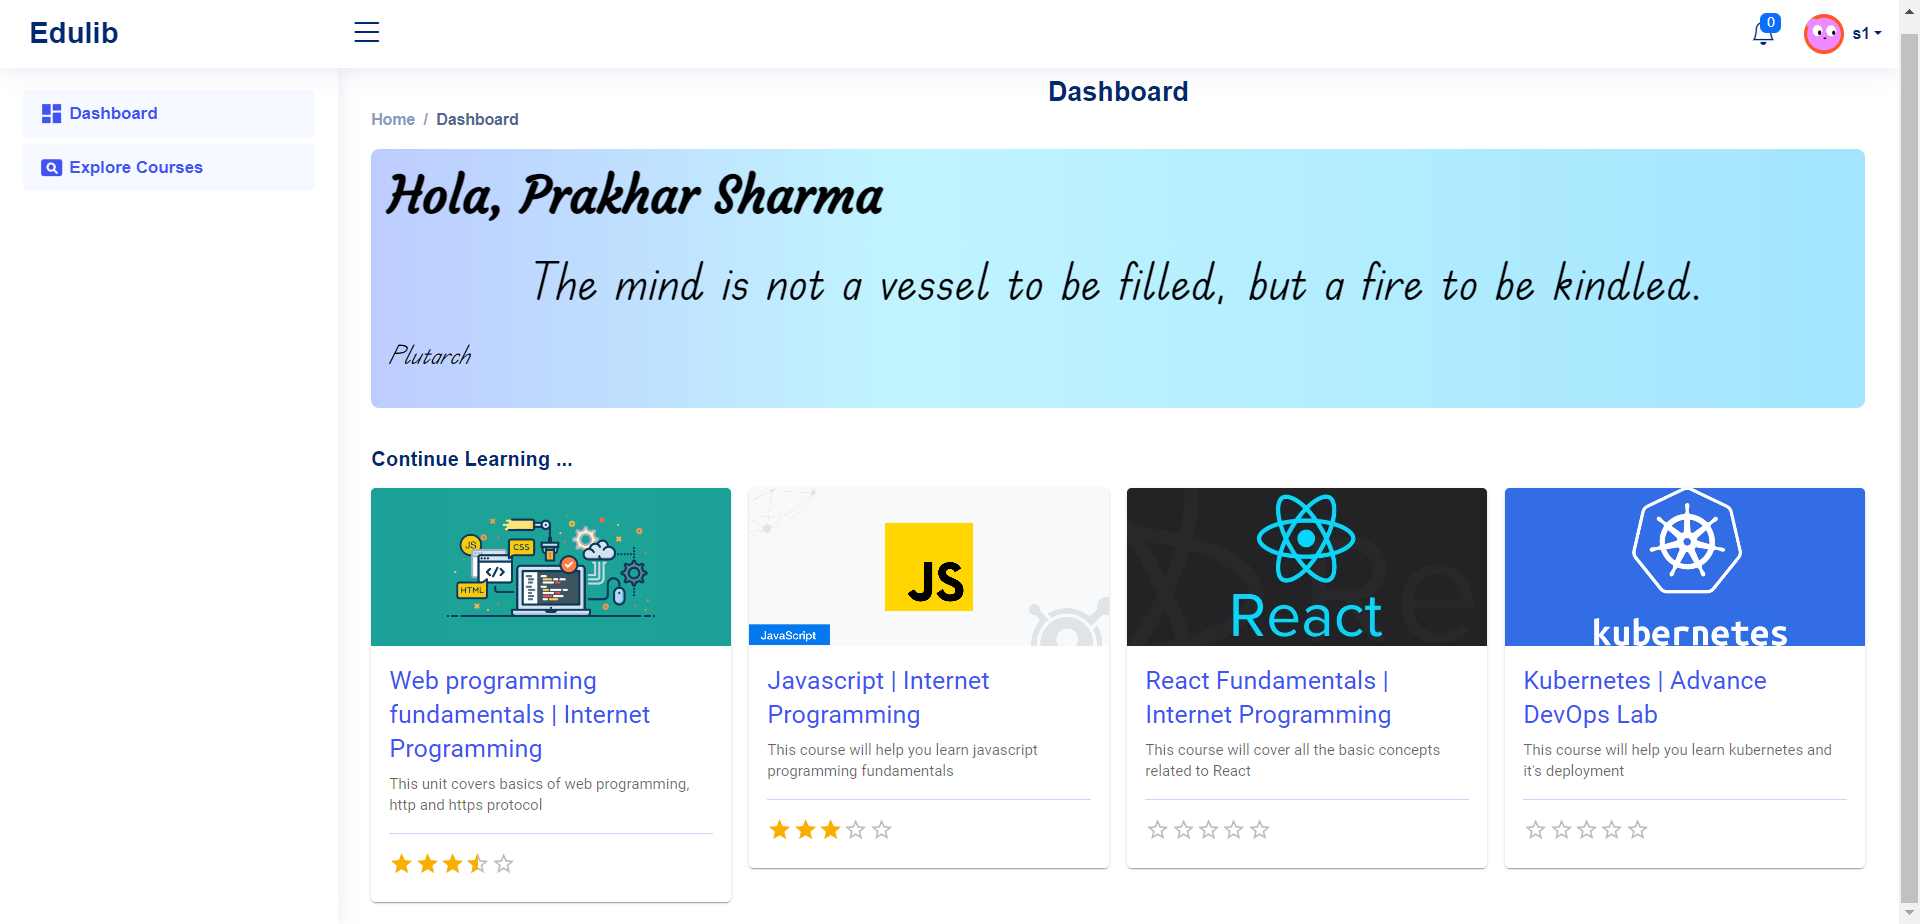 Edulib
0
s1
Dashboard
Explore Courses
Dashboard
Home / Dashboard
Hola, Prakhar Sharma
The mind is not a vessel to be filled, but a fire to be kindled.
Plutarch
Continue Learning ...
JS
CSS
</>
HTML
Web programming
fundamentals | Internet
Programming
This unit covers basics of web programming,
http and https protocol
JS
JavaScript
Javascript | Internet
Programming
This course will help you learn javascript
programming fundamentals
Re
React
React Fundamentals |
Internet Programming
This course will cover all the basic concepts
related to React
kubernetes
Kubernetes | Advance
DevOps Lab
This course will help you learn kubernetes and
it's deployment